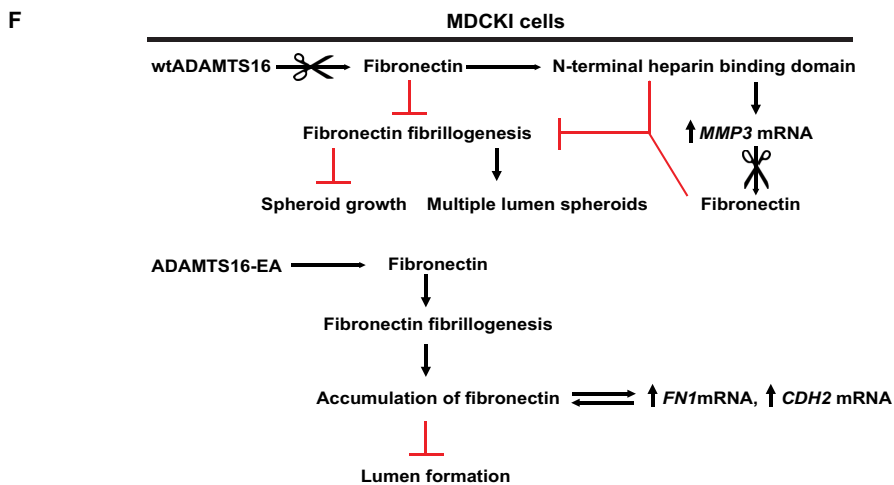 F
MDCKI cells
wtADAMTS16 Fibronectin N-terminal heparin binding domain
Fibronectin fibrillogenesis MMP3 mRNA
Spheroid growth Multiple lumen spheroids Fibronectin
ADAMTS16-EA Fibronectin
Fibronectin fibrillogenesis
Accumulation of fibronectin FN1mRNA, CDH2 mRNA
Lumen formation